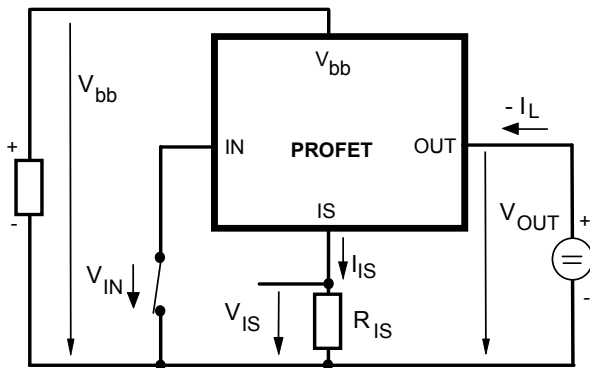 V_bb
V_bb
- I_L
IN
PROFET
OUT
+
IS
V_OUT
+
-
V_IN
I_IS
-
V_IS
R_IS